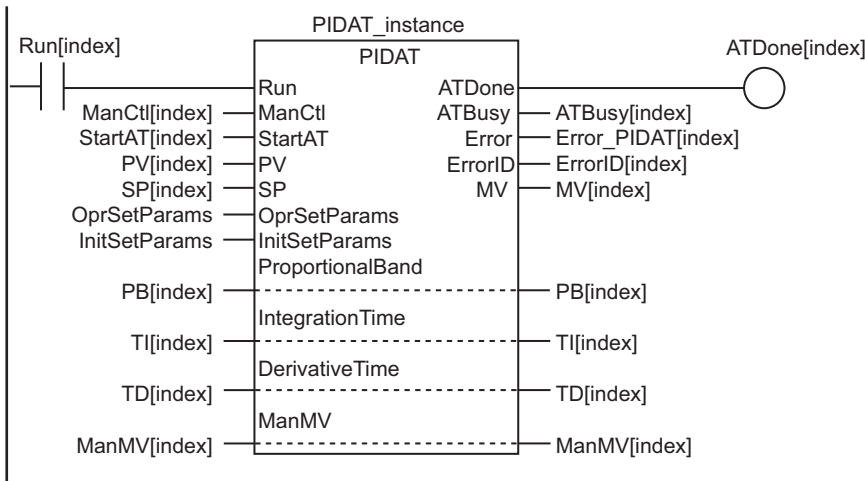 PIDAT_instance
Run[index] PIDAT ATDone[index]
Run ATDone
ManCtl[index] ManCtl ATBusy ATBusy[index]
StartAT[index] StartAT Error Error_PIDAT[index]
PV[index] PV ErrorID ErrorID[index]
SP[index] SP MV MV[index]
OprSetParams OprSetParams
InitSetParams InitSetParams
ProportionalBand
PB[index] PB[index]
IntegrationTime
TI[index] TI[index]
DerivativeTime
TD[index] TD[index]
ManMV
ManMV[index] ManMV[index]